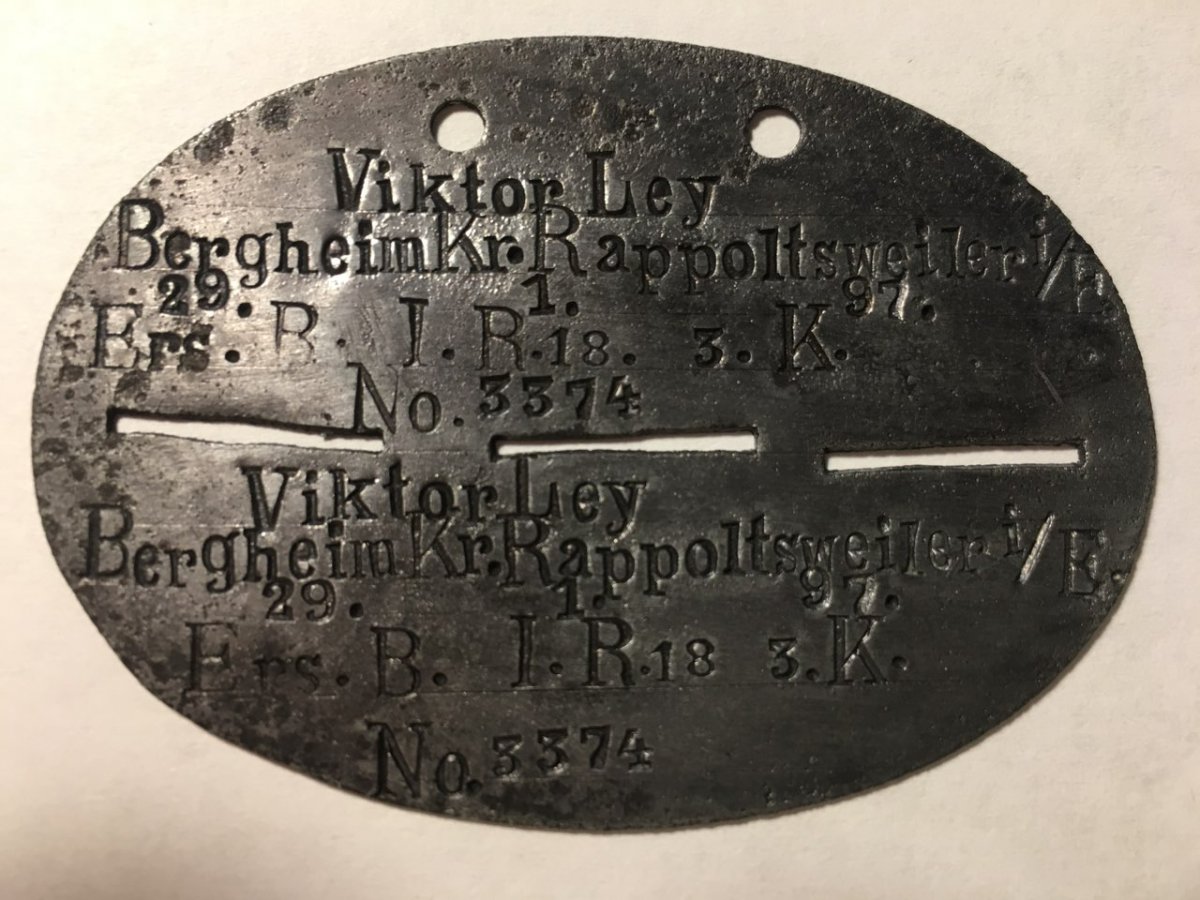 Viktor Ley
Bergheim Kr. Rappoltsweiler i/E.
29. 1. 97.
Ers. B. I. R. 18. 3. K.
No. 3374
Viktor Ley
Bergheim Kr. Rappoltsweiler i/E.
29. 1. 97.
Ers. B. I. R. 18 3. K.
No. 3374